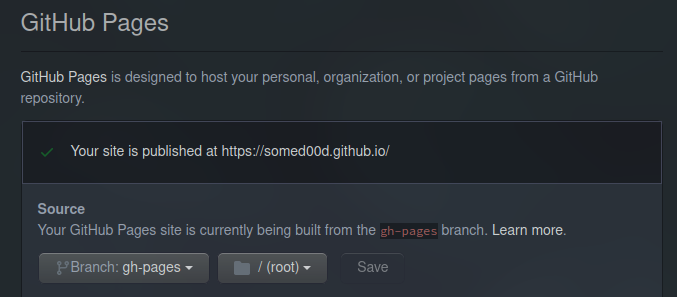 GitHub Pages
GitHub Pages is designed to host your personal, organization, or project pages from a GitHub
repository.
Your site is published at https://somed00d.github.io/
Source
Your GitHub Pages site is currently being built from the gh-pages branch. Learn more.
Branch: gh-pages / (root) Save